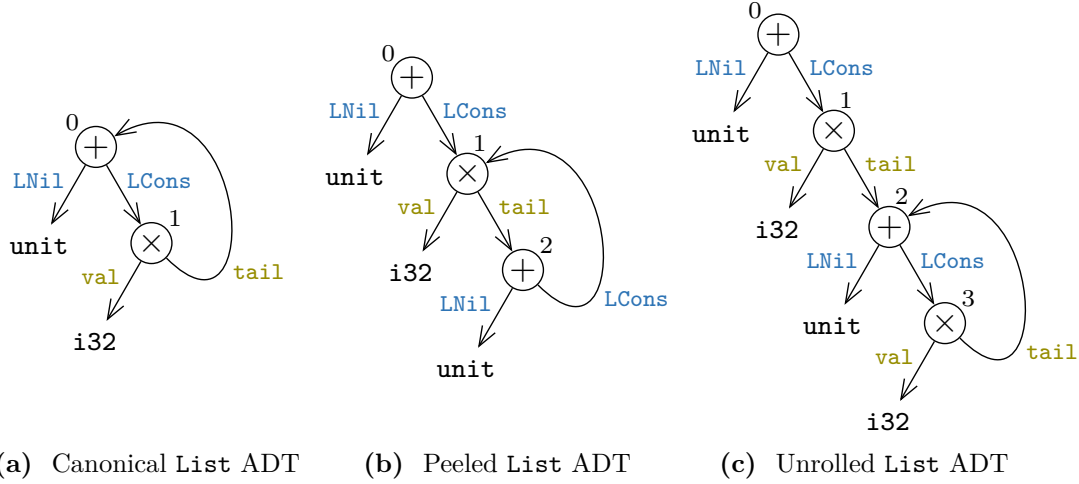 0
+
LNil
LCons
1
×
unit
val
tail
i32
0
+
LNil
LCons
1
×
unit
val
tail
2
+
i32
LNil
LCons
unit
0
+
LNil
LCons
1
×
unit
val
tail
2
+
i32
LNil
LCons
3
×
unit
val
tail
i32
(a) Canonical List ADT
(b) Peeled List ADT
(c) Unrolled List ADT